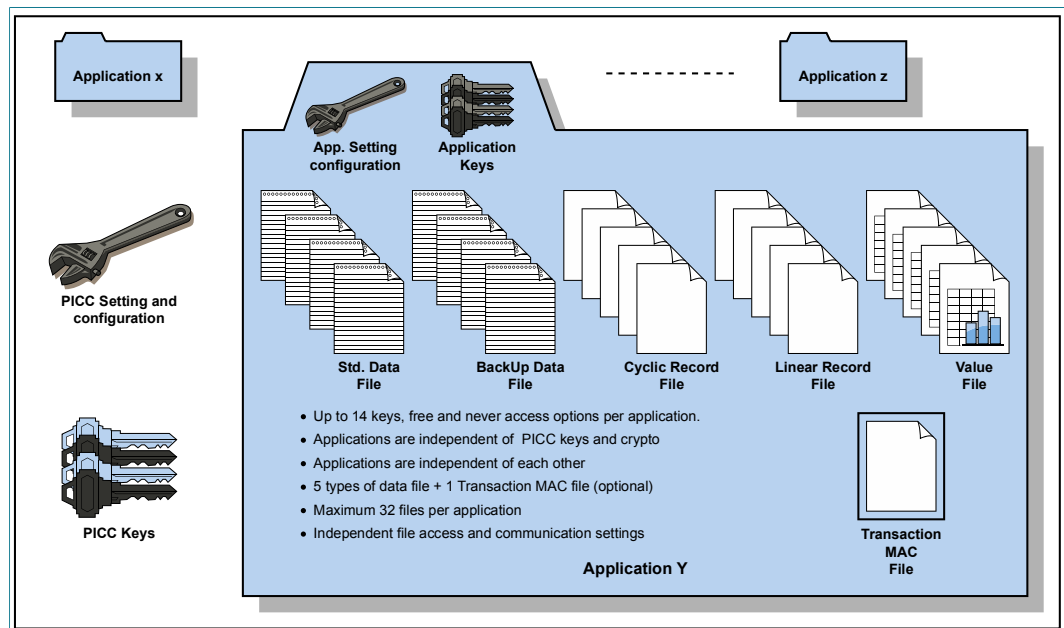 Application x
Application z
App. Setting
configuration
Application
Keys
PICC Setting and
configuration
Std. Data
File
BackUp Data
File
Cyclic Record
File
Linear Record
File
Value
File
• Up to 14 keys, free and never access options per application.
• Applications are independent of PICC keys and crypto
• Applications are independent of each other
• 5 types of data file + 1 Transaction MAC file (optional)
• Maximum 32 files per application
• Independent file access and communication settings
PICC Keys
Transaction
MAC
File
Application Y